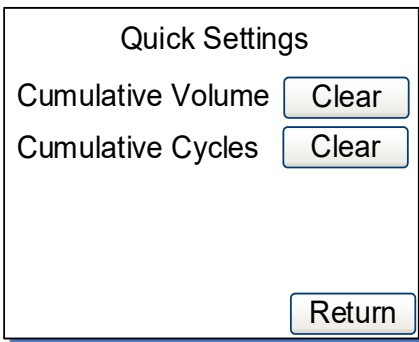 Quick Settings
Cumulative Volume Clear
Cumulative Cycles Clear
Return